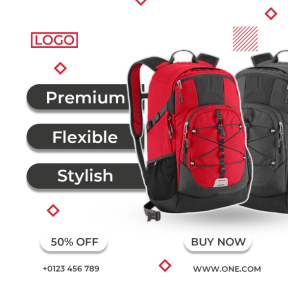 LOGO
Premium
Flexible
Stylish
50% OFF
BUY NOW
+0123 456 789
WWW.ONE.COM